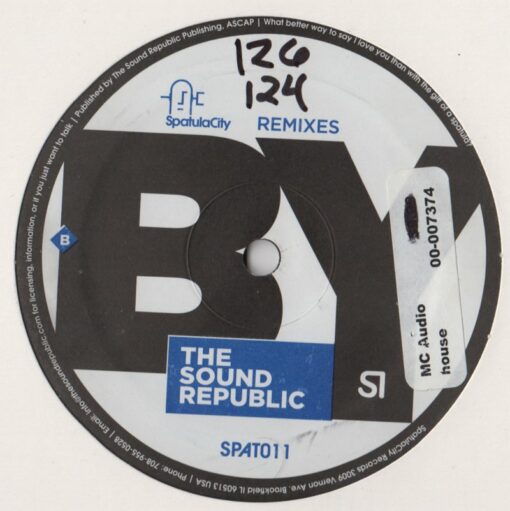 126
124
SpatulaCity
REMIXES
BY
B
THE
SOUND
REPUBLIC
SPAT011
MC Audio 00-007374
house
if you just want to talk | Published by The Sound Republic Publishing, ASCAP | What better way to say I love you than with the gift of a spatula?
SpatulaCity Records 3009 Vernon Ave. Brookfield IL 60513 USA | Phone: 708-955-0528 | Email: info@thesoundrepublic.com for licensing, information, or